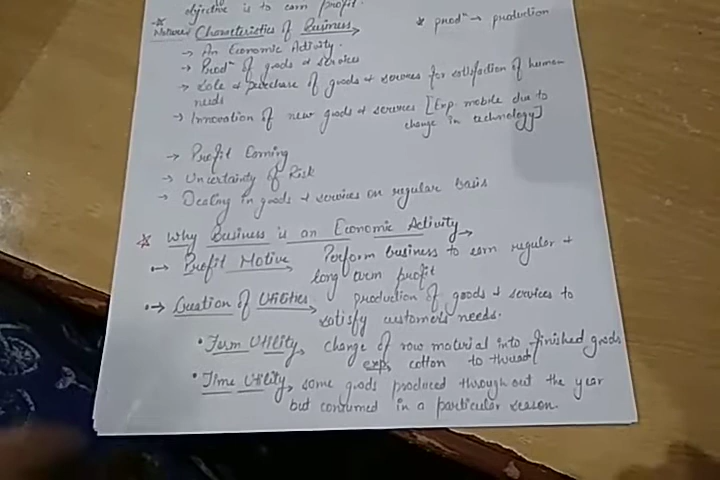 objective is to earn profit.
Nature/ Characteristics of Business → * prodⁿ → production
→ An Economic Activity.
→ Prodⁿ of goods & services
→ Sale & purchase of goods & services for satisfaction of human
needs
→ Innovation of new goods & services [Exp. mobile due to
change in technology]
→ Profit Earning
→ Uncertainty of Risk
→ Dealing in goods & services on regular basis
☆ Why Business is an Economic Activity →
•→ Profit Motive → Perform business to earn regular &
long term profit
•→ Creation of Utilities → production of goods & services to
satisfy customers needs.
• Form Utility → change of raw material into finished goods
exp, cotton to thread
• Time Utility → some goods produced through out the year
but consumed in a particular season.